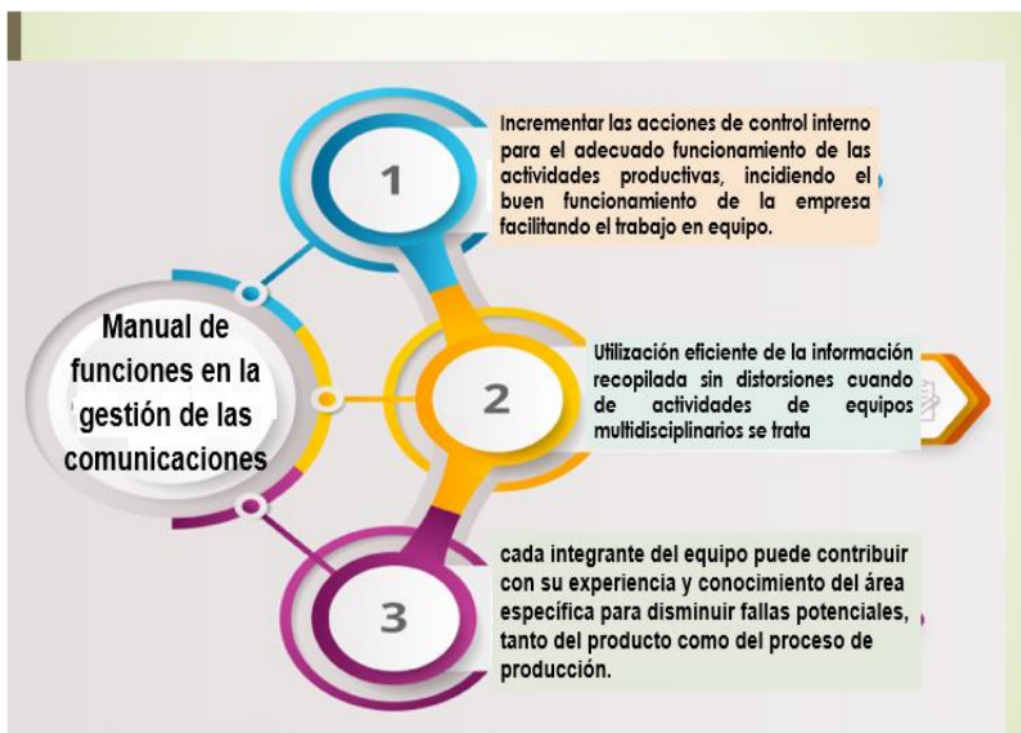 Manual de
funciones en la
gestión de las
comunicaciones
1
Incrementar las acciones de control interno
para el adecuado funcionamiento de las
actividades productivas, incidiendo el
buen funcionamiento de la empresa
facilitando el trabajo en equipo.
2
Utilización eficiente de la información
recopilada sin distorsiones cuando
de actividades de equipos
multidisciplinarios se trata
3
cada integrante del equipo puede contribuir
con su experiencia y conocimiento del área
específica para disminuir fallas potenciales,
tanto del producto como del proceso de
producción.